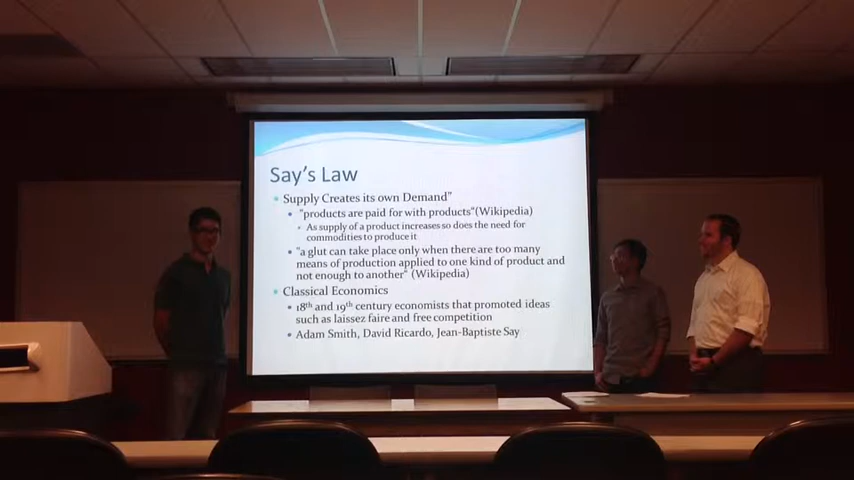 Say's Law
Supply Creates its own Demand"
"products are paid for with products"(Wikipedia)
As supply of a product increases so does the need for
commodities to produce it
"a glut can take place only when there are too many
means of production applied to one kind of product and
not enough to another" (Wikipedia)
Classical Economics
18th and 19th century economists that promoted ideas
such as laissez faire and free competition
Adam Smith, David Ricardo, Jean-Baptiste Say